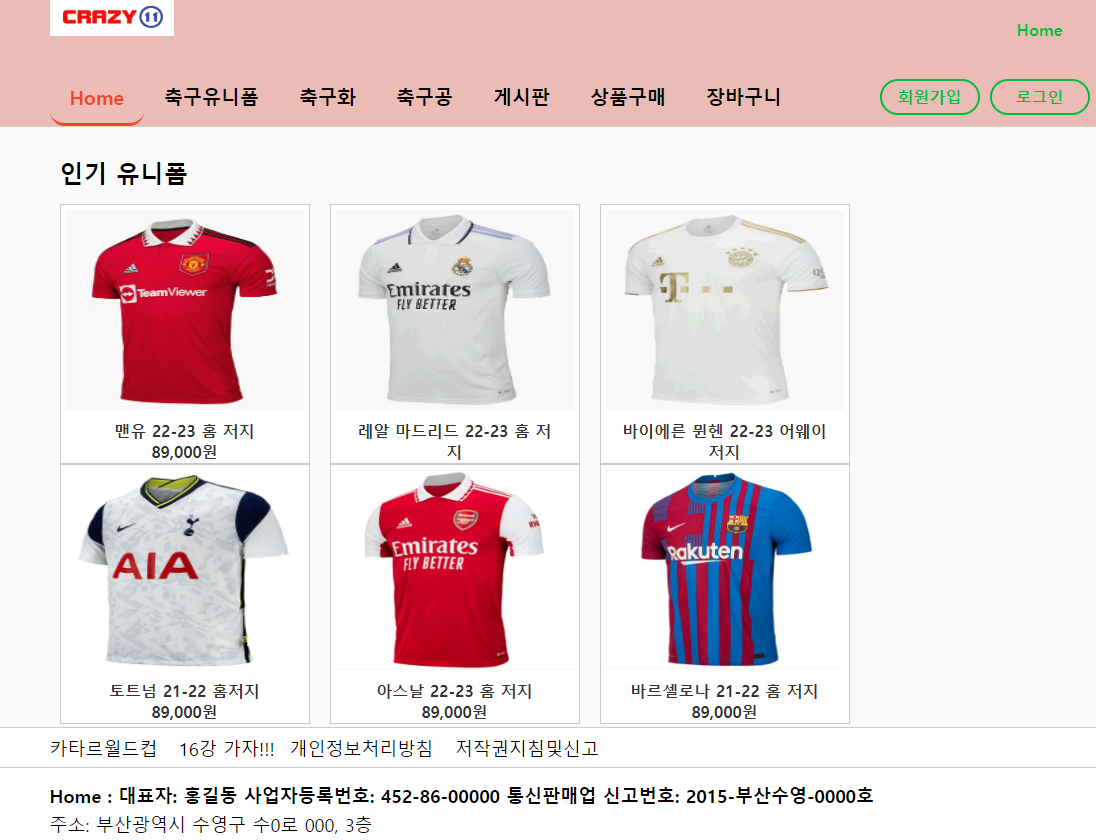 CRAZY 11
Home
Home 축구유니폼 축구화 축구공 게시판 상품구매 장바구니 회원가입 로그인
인기 유니폼
TeamViewer
Emirates
FLY BETTER
T
맨유 22-23 홈 저지
89,000원
레알 마드리드 22-23 홈 저
지
바이에른 뮌헨 22-23 어웨이
저지
AIA
Emirates
FLY BETTER
Rakuten
토트넘 21-22 홈저지
89,000원
아스날 22-23 홈 저지
89,000원
바르셀로나 21-22 홈 저지
89,000원
카타르월드컵 16강 가자!!! 개인정보처리방침 저작권지침및신고
Home : 대표자: 홍길동 사업자등록번호: 452-86-00000 통신판매업 신고번호: 2015-부산수영-0000호
주소: 부산광역시 수영구 수0로 000, 3층